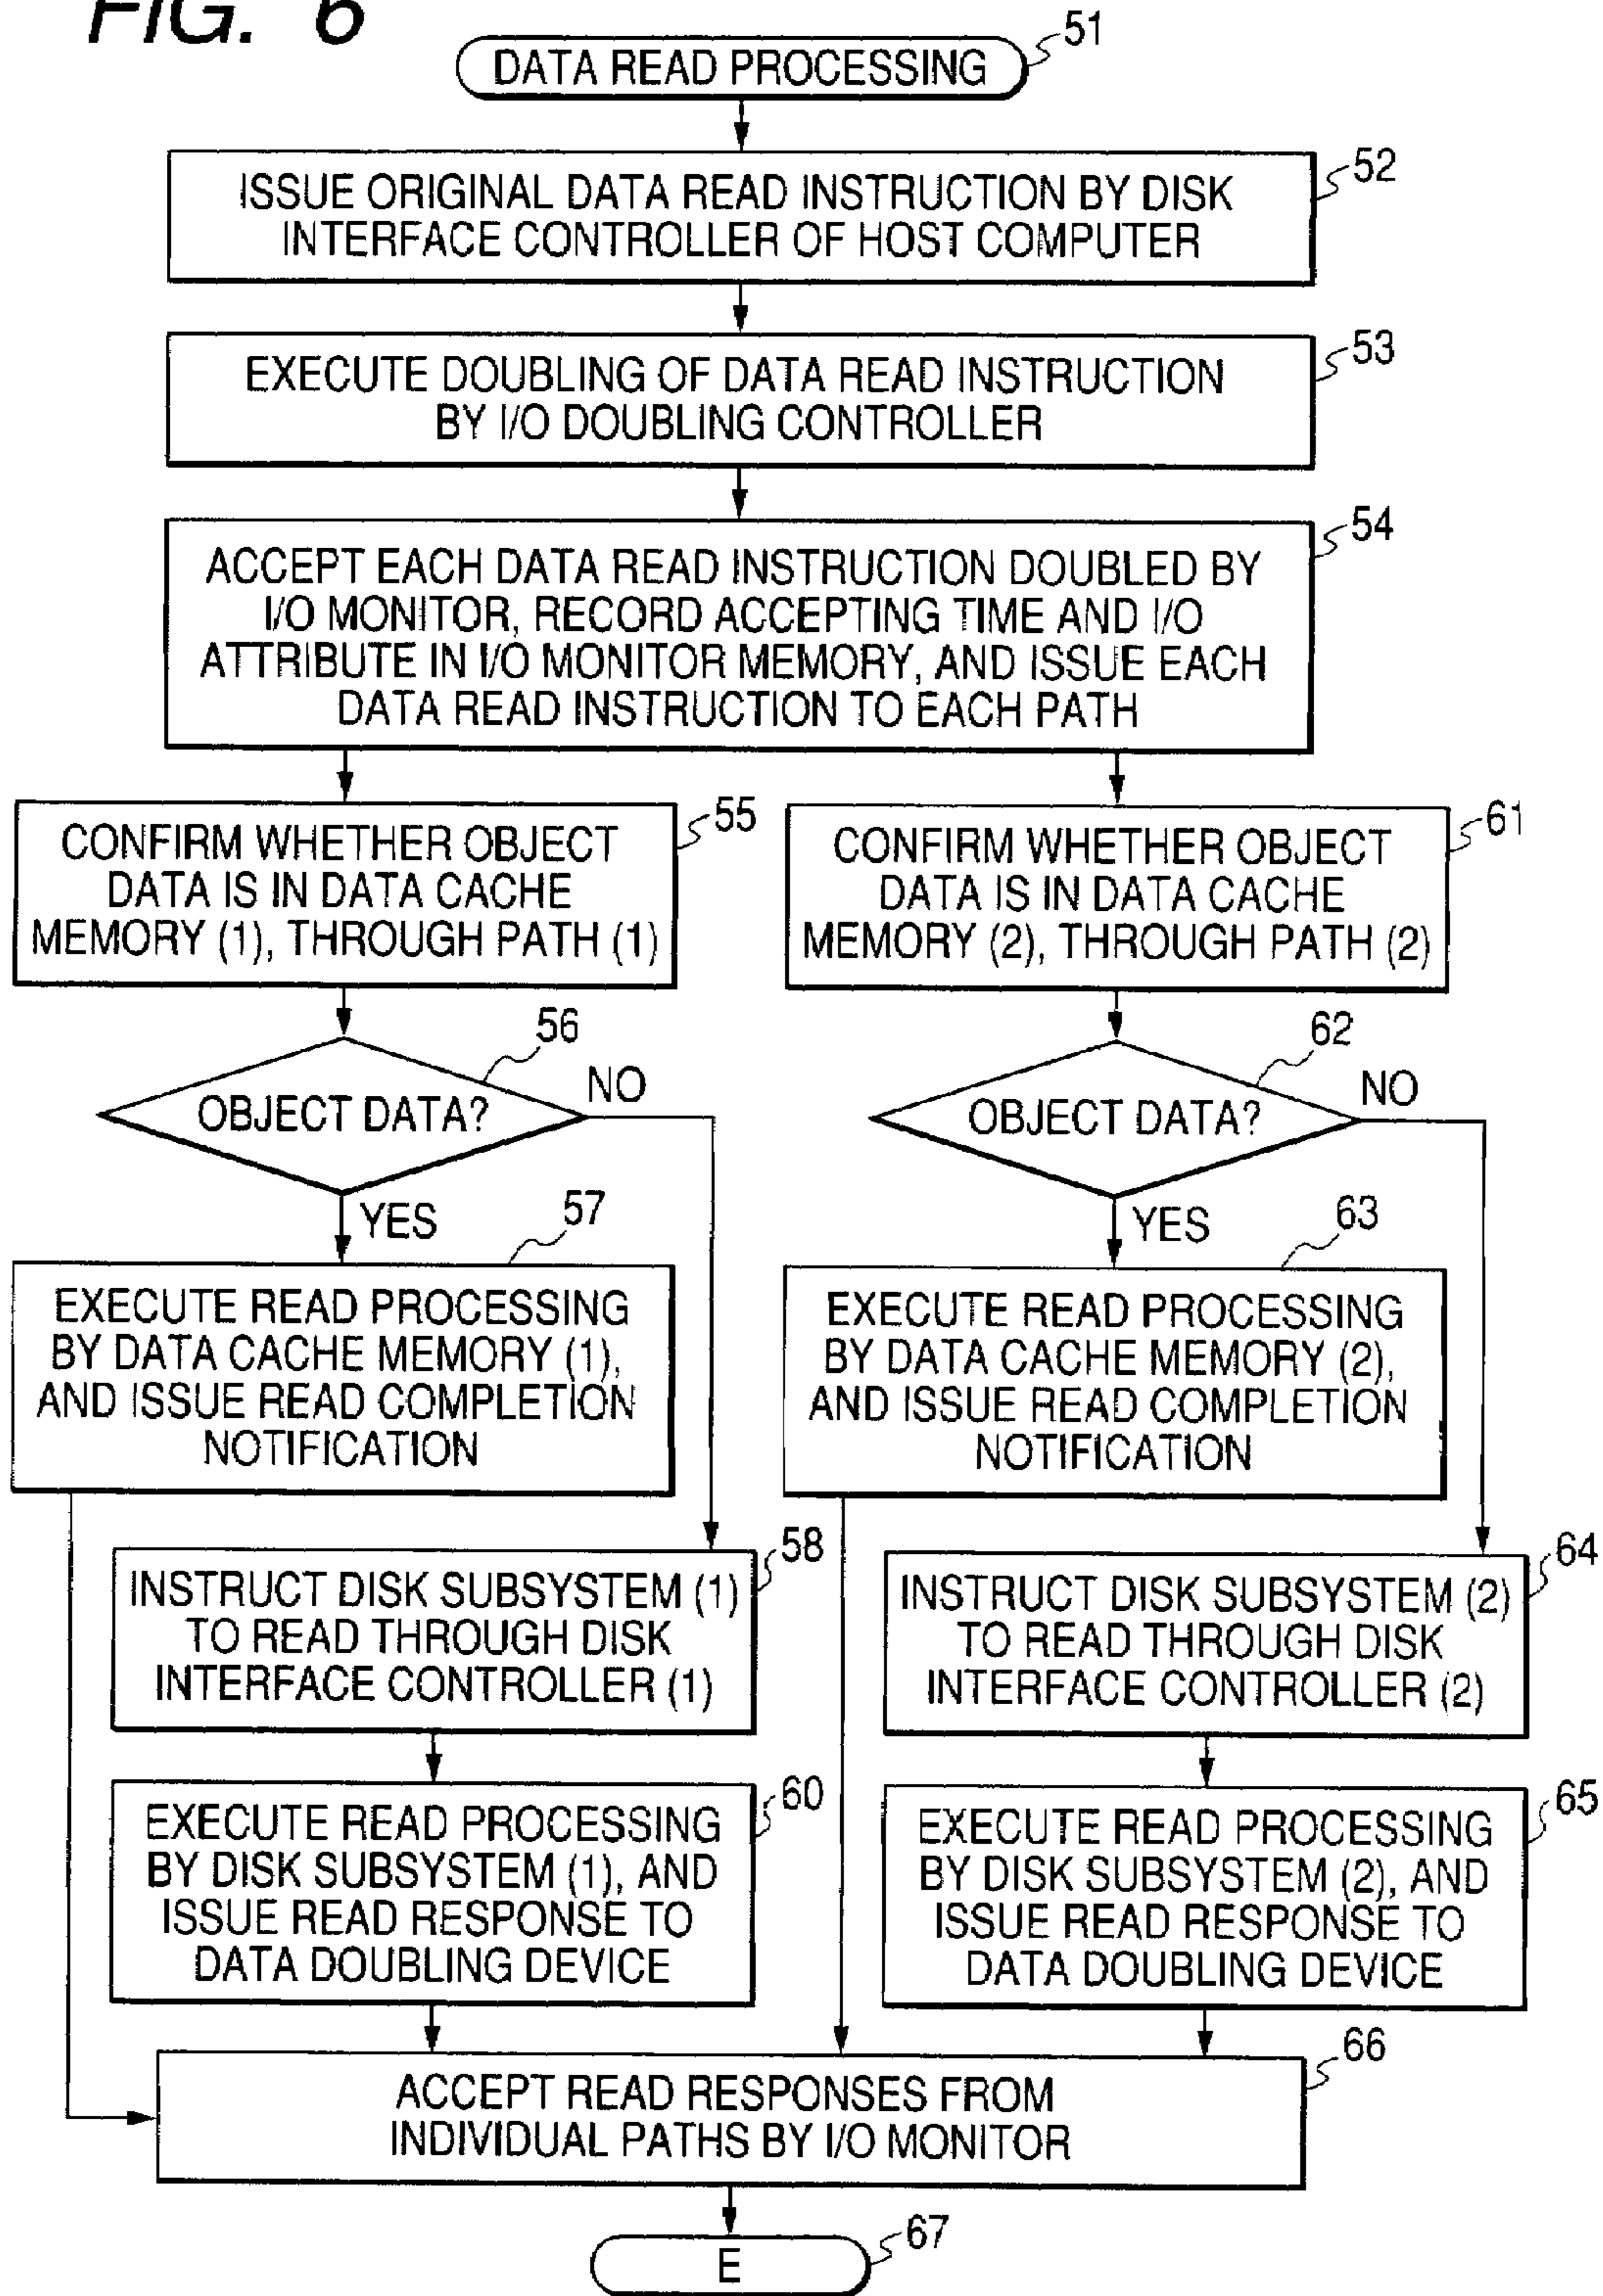 FIG. 6
DATA READ PROCESSING
51
ISSUE ORIGINAL DATA READ INSTRUCTION BY DISK
INTERFACE CONTROLLER OF HOST COMPUTER
52
EXECUTE DOUBLING OF DATA READ INSTRUCTION
BY I/O DOUBLING CONTROLLER
53
ACCEPT EACH DATA READ INSTRUCTION DOUBLED BY
I/O MONITOR, RECORD ACCEPTING TIME AND I/O
ATTRIBUTE IN I/O MONITOR MEMORY, AND ISSUE EACH
DATA READ INSTRUCTION TO EACH PATH
54
CONFIRM WHETHER OBJECT
DATA IS IN DATA CACHE
MEMORY (1), THROUGH PATH (1)
55
OBJECT DATA?
56
NO
YES
EXECUTE READ PROCESSING
BY DATA CACHE MEMORY (1),
AND ISSUE READ COMPLETION
NOTIFICATION
57
INSTRUCT DISK SUBSYSTEM (1)
TO READ THROUGH DISK
INTERFACE CONTROLLER (1)
58
EXECUTE READ PROCESSING
BY DISK SUBSYSTEM (1), AND
ISSUE READ RESPONSE TO
DATA DOUBLING DEVICE
60
CONFIRM WHETHER OBJECT
DATA IS IN DATA CACHE
MEMORY (2), THROUGH PATH (2)
61
OBJECT DATA?
62
NO
YES
EXECUTE READ PROCESSING
BY DATA CACHE MEMORY (2),
AND ISSUE READ COMPLETION
NOTIFICATION
63
INSTRUCT DISK SUBSYSTEM (2)
TO READ THROUGH DISK
INTERFACE CONTROLLER (2)
64
EXECUTE READ PROCESSING
BY DISK SUBSYSTEM (2), AND
ISSUE READ RESPONSE TO
DATA DOUBLING DEVICE
65
ACCEPT READ RESPONSES FROM
INDIVIDUAL PATHS BY I/O MONITOR
66
E
67